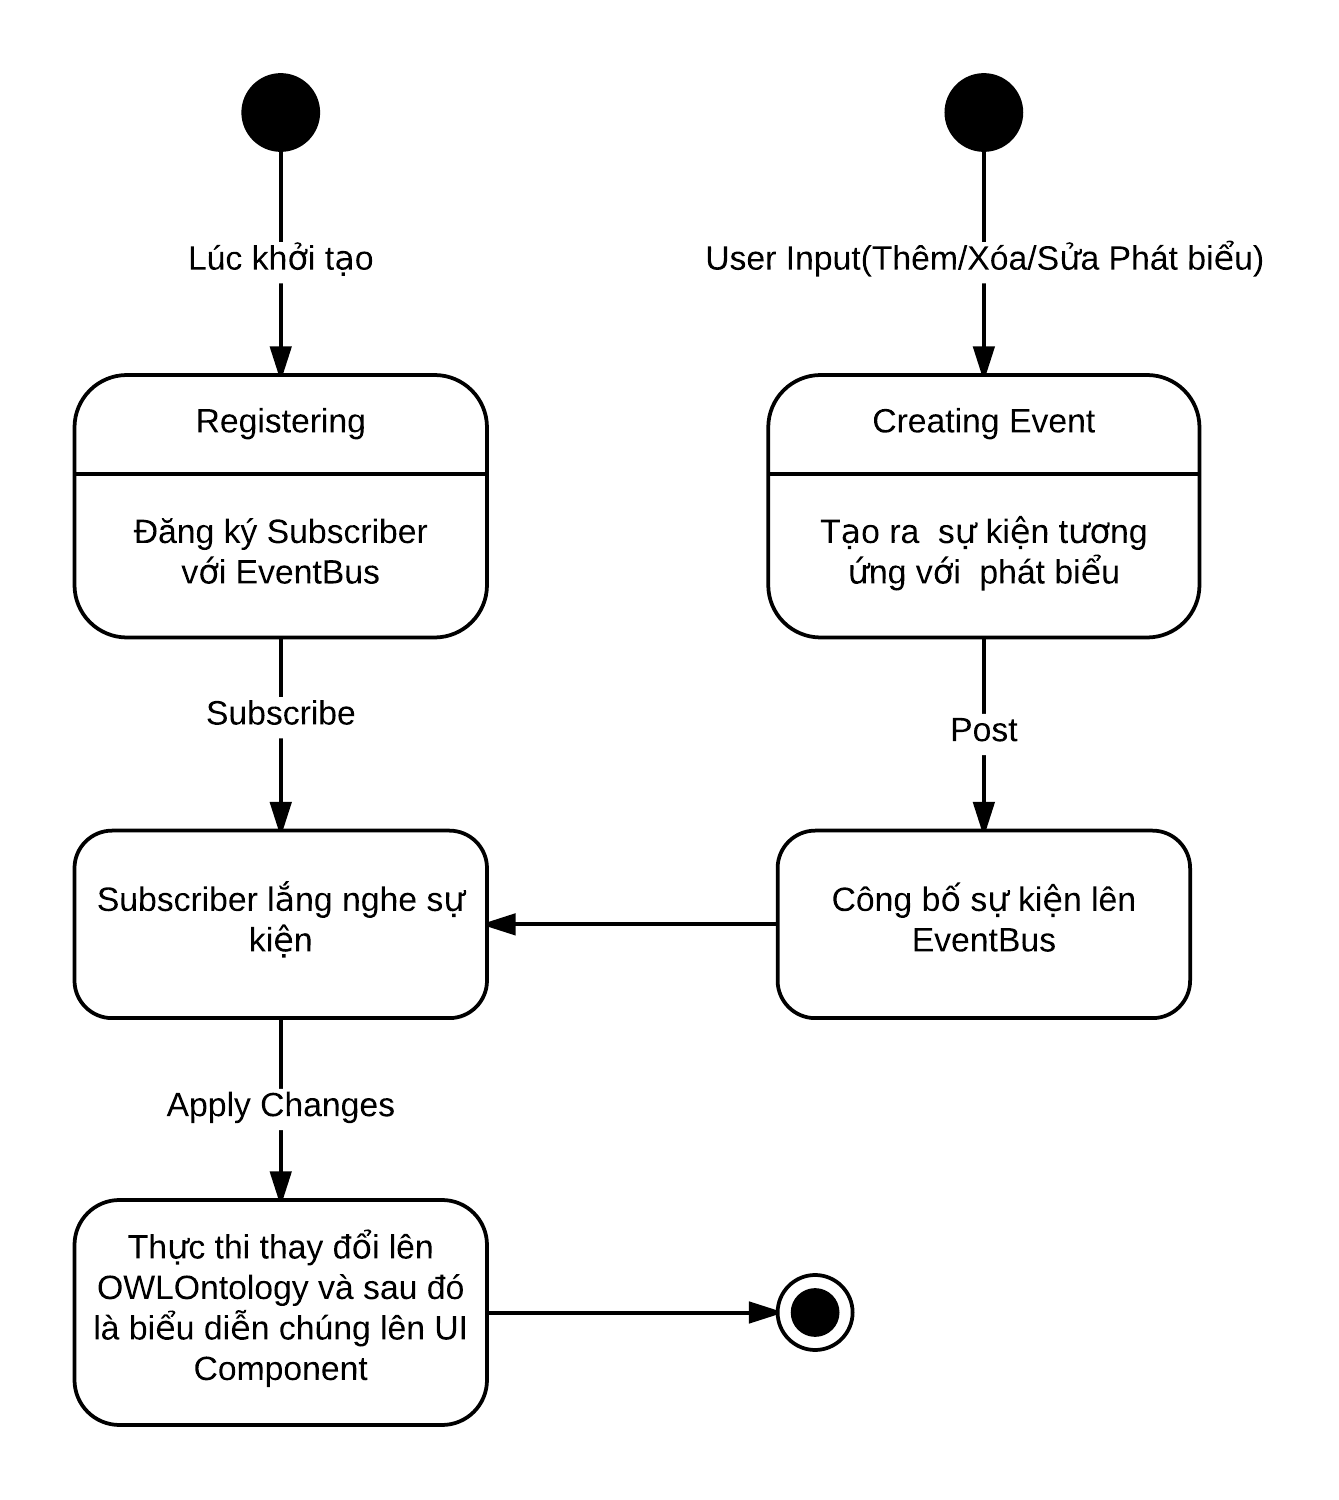 Lúc khởi tạo
User Input(Thêm/Xóa/Sửa Phát biểu)
Registering
Đăng ký Subscriber
với EventBus
Creating Event
Tạo ra  sự kiện tương
ứng với  phát biểu
Subscribe
Post
Subscriber lắng nghe sự
kiện
Công bố sự kiện lên
EventBus
Apply Changes
Thực thi thay đổi lên
OWLOntology và sau đó
là biểu diễn chúng lên UI
Component